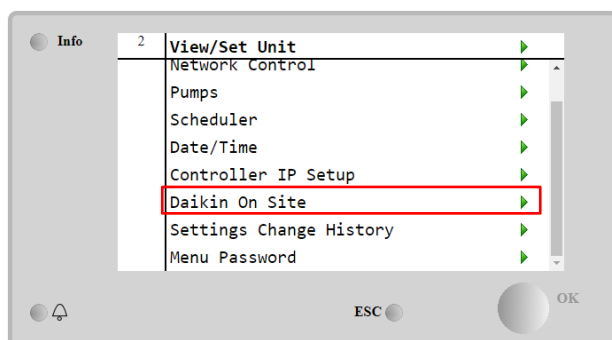 Info
2 View/Set Unit
Network Control
Pumps
Scheduler
Date/Time
Controller IP Setup
Daikin On Site
Settings Change History
Menu Password
ESC
OK